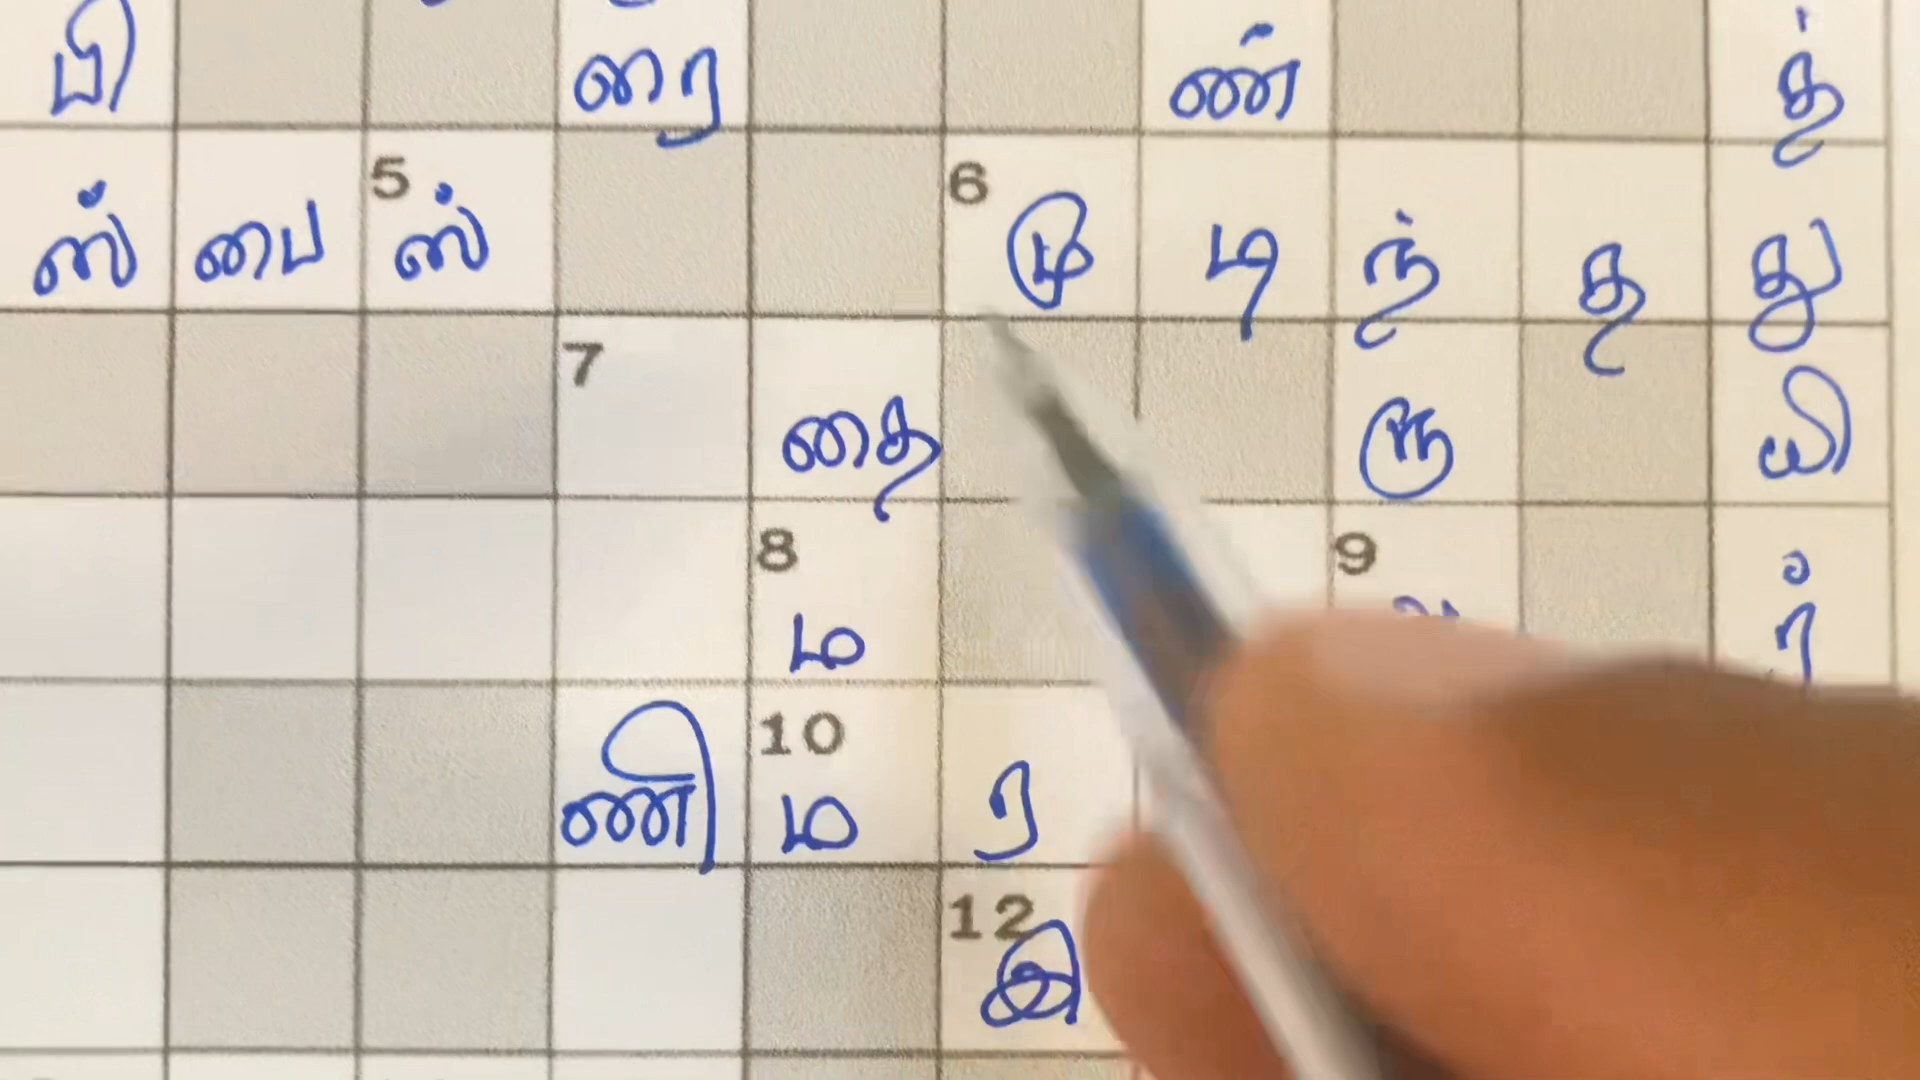 பி றை ண் த்
ஸ் பை 5 ஸ் 6 மு டி ந் த து
7 தை ரு யி
8 ம 9 ர்
ணி 10 ம ர
12 இ